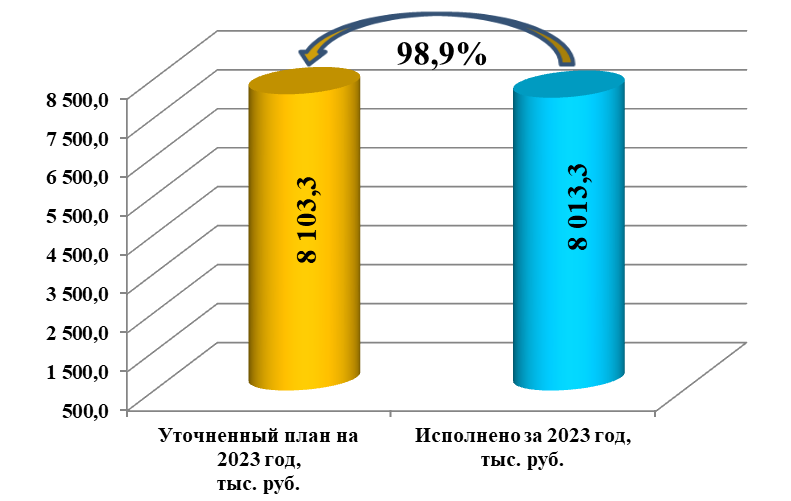 98,9%
8 500,0
7 500,0
6 500,0
5 500,0
4 500,0
3 500,0
2 500,0
1 500,0
500,0
8 103,3
8 013,3
Уточненный план на
2023 год,
тыс. руб.
Исполнено за 2023 год,
тыс. руб.